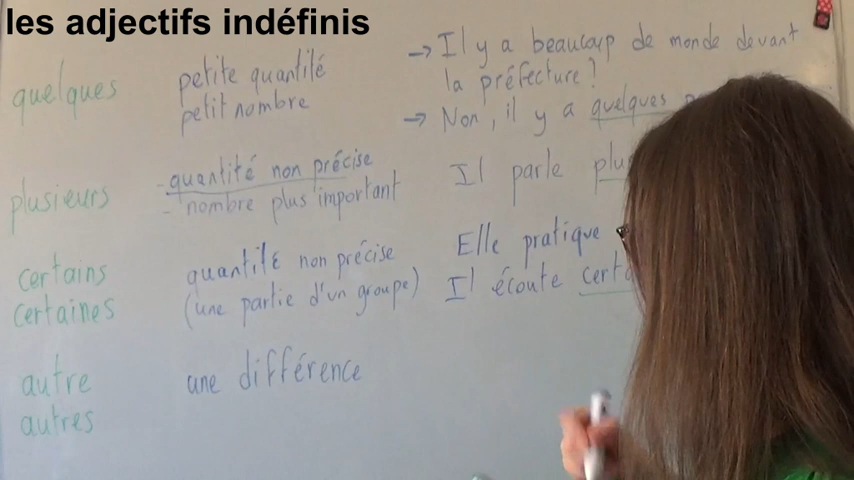 les adjectifs indéfinis
quelques
petite quantité
petit nombre
→ Il y a beaucoup de monde devant
la préfecture?
→ Non, il y a quelques
plusieurs
- quantité non précise
- nombre plus important
Il parle
certains
certaines
quantité non précise
(une partie d'un groupe)
Elle pratique
Il écoute
autre
autres
une différence